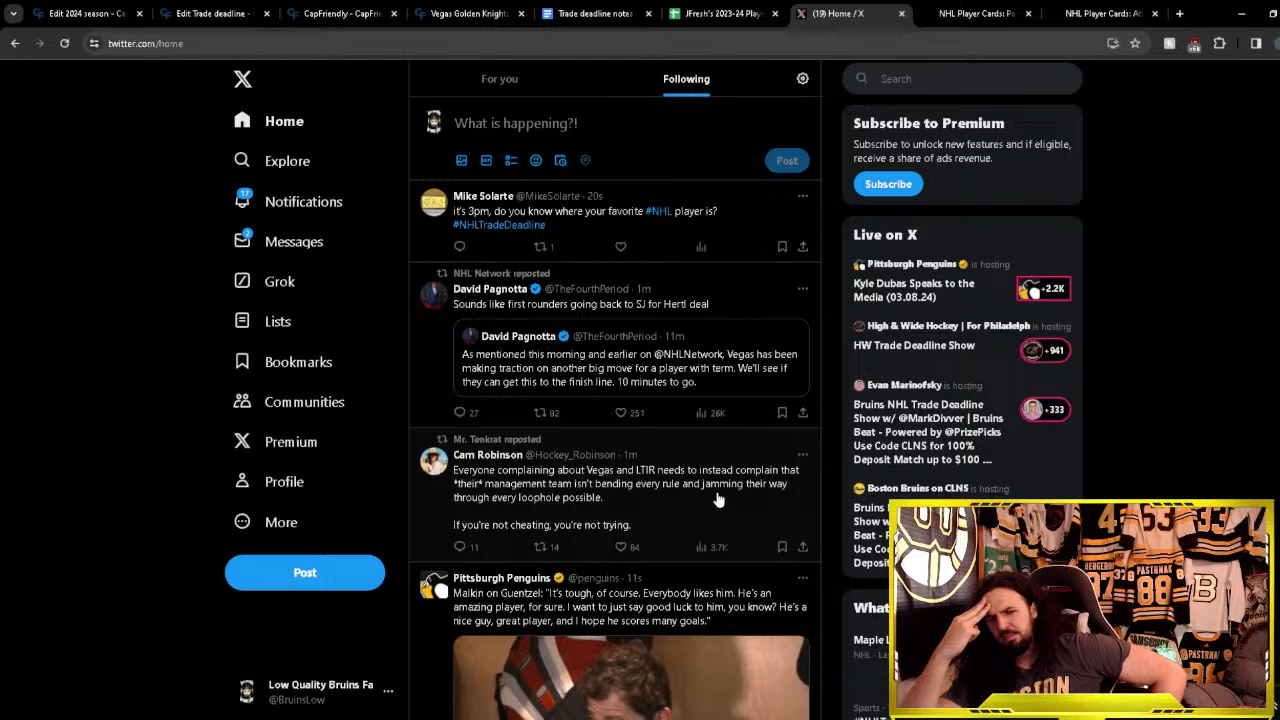 Edit 2024 season - Ca
Edit Trade deadline -
CapFriendly - CapFri
Vegas Golden Knights
Trade deadline notes
JFresh's 2023-24 Play
(19) Home / X
NHL Player Cards: Pa
NHL Player Cards: At
twitter.com/home
Home
Explore
17
Notifications
2
Messages
Grok
Lists
Bookmarks
Communities
Premium
Profile
More
Post
Low Quality Bruins Fa
@BruinsLow
For you
Following
What is happening?!
Post
Mike Solarte @MikeSolarte · 20s
it's 3pm, do you know where your favorite #NHL player is?
#NHLTradeDeadline
1
NHL Network reposted
David Pagnotta @TheFourthPeriod · 1m
Sounds like first rounders going back to SJ for Hertl deal
David Pagnotta @TheFourthPeriod · 11m
As mentioned this morning and earlier on @NHLNetwork, Vegas has been
making traction on another big move for a player with term. We'll see if
they can get this to the finish line. 10 minutes to go.
27 82 251 26K
Mr. Tenkrat reposted
Cam Robinson @Hockey_Robinson · 1m
Everyone complaining about Vegas and LTIR needs to instead complain that
*their* management team isn't bending every rule and jamming their way
through every loophole possible.
If you're not cheating, you're not trying.
11 14 84 3.7K
Pittsburgh Penguins @penguins · 11s
Malkin on Guentzel: "It's tough, of course. Everybody likes him. He's an
amazing player, for sure. I want to just say good luck to him, you know? He's a
nice guy, great player, and I hope he scores many goals."
Search
Subscribe to Premium
Subscribe to unlock new features and if eligible,
receive a share of ads revenue.
Subscribe
Live on X
Pittsburgh Penguins is hosting
Kyle Dubas Speaks to the
Media (03.08.24)
+2.2K
High & Wide Hockey | For Philadelph is hosting
HW Trade Deadline Show
+941
Evan Marinofsky is hosting
Bruins NHL Trade Deadline
Show w/ @MarkDivver | Bruins
Beat - Powered by @PrizePicks
Use Code CLNS for 100%
Deposit Match up to $100 ...
+333
Boston Bruins on CLNS is hosting
Bruins
Show w
Beat - P
Use Co
Deposit
What
Maple L
NHL · La
Sports ·
#NHLT
BERGERON
37
PASTRNAK
88
B
PASTRNAK